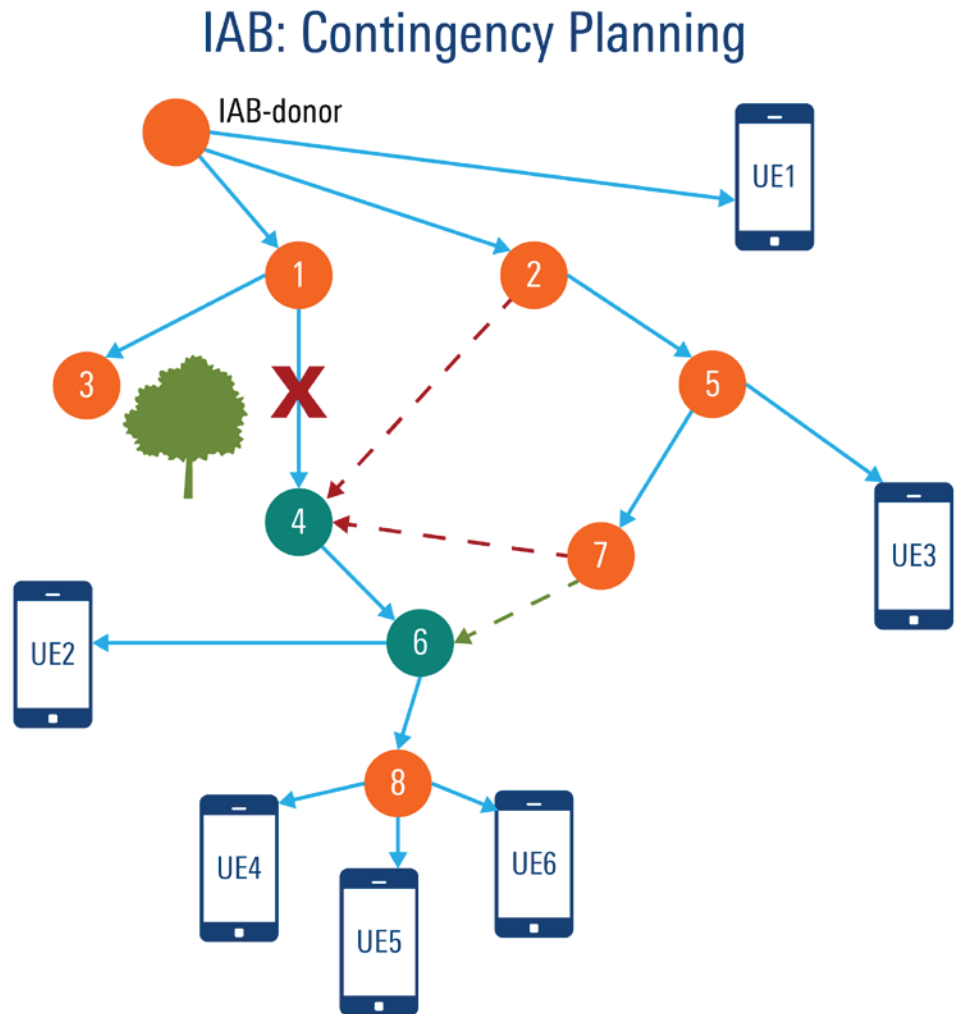 IAB: Contingency Planning
IAB-donor
UE1
1
2
3
X
5
4
7
UE3
UE2
6
8
UE4
UE6
UE5